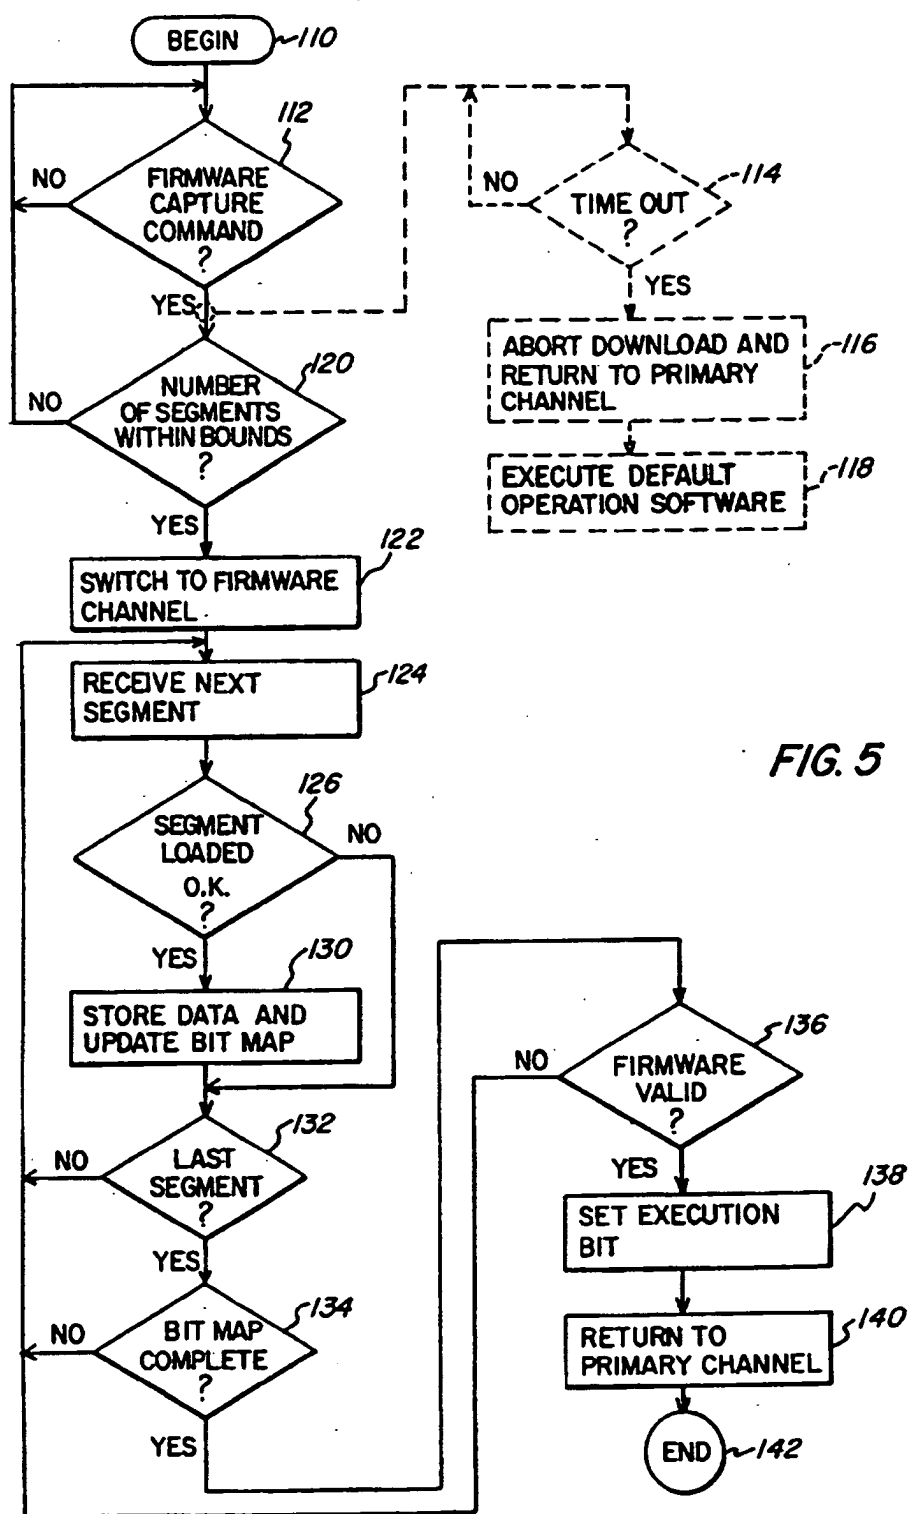 BEGIN
110
112
FIRMWARE
CAPTURE
COMMAND
?
NO
YES
114
TIME OUT
?
NO
YES
ABORT DOWNLOAD AND
RETURN TO PRIMARY
CHANNEL
116
EXECUTE DEFAULT
OPERATION SOFTWARE
118
120
NUMBER
OF SEGMENTS
WITHIN BOUNDS
?
NO
YES
122
SWITCH TO FIRMWARE
CHANNEL
124
RECEIVE NEXT
SEGMENT
FIG. 5
126
SEGMENT
LOADED
O.K.
?
NO
YES
130
STORE DATA AND
UPDATE BIT MAP
132
LAST
SEGMENT
?
NO
YES
134
BIT MAP
COMPLETE
?
NO
YES
136
FIRMWARE
VALID
?
NO
YES
138
SET EXECUTION
BIT
140
RETURN TO
PRIMARY CHANNEL
END
142